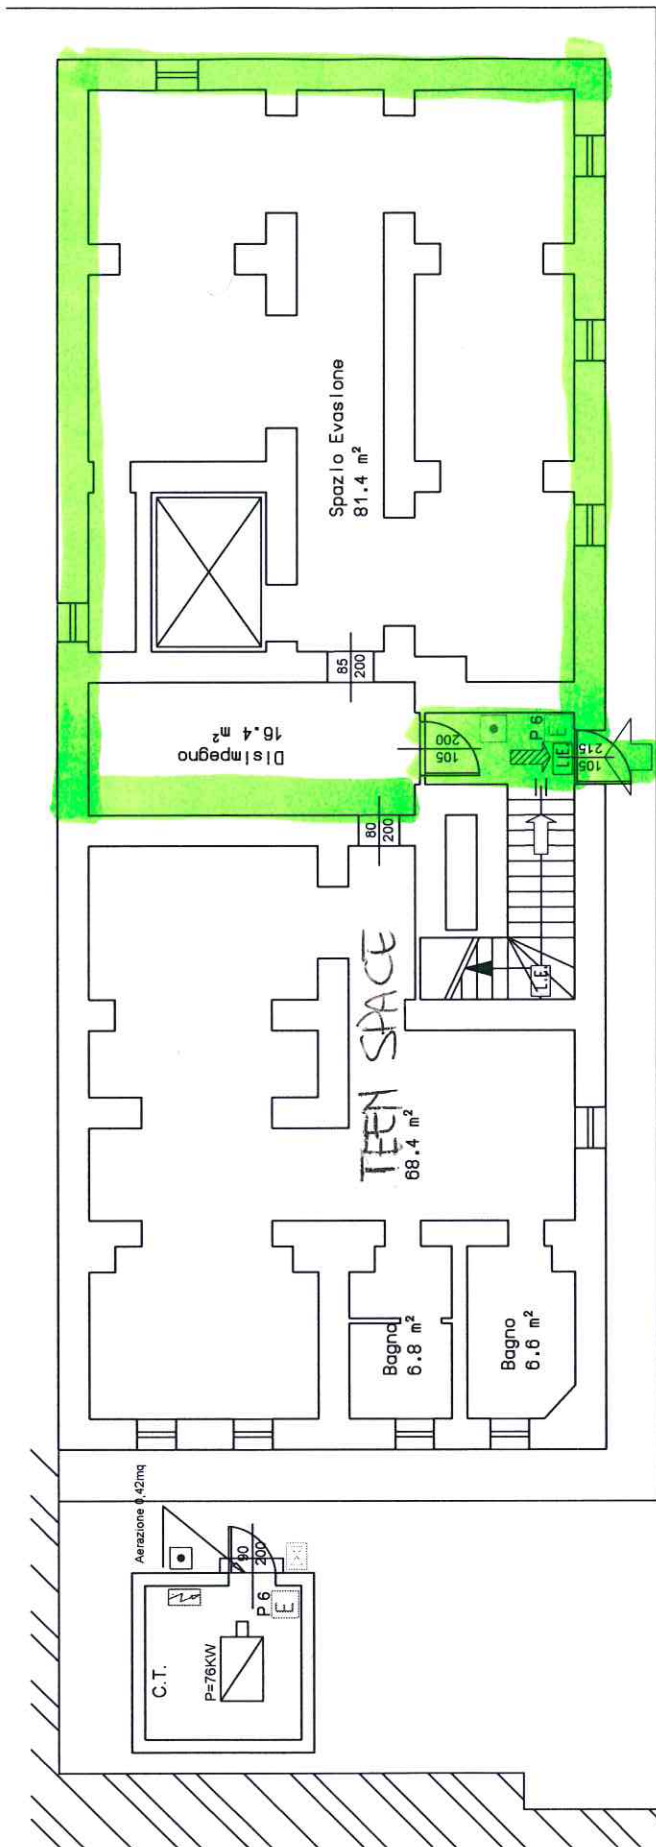 Spazio Evasione
81.4 m²
85
200
Disimpegno
16.4 m²
105
200
P 6
E
I.E.
105
215
80
200
TEEN SPACE
68.4 m²
I.E.
Bagno
6.8 m²
Bagno
6.6 m²
Aerazione 0,42mq
90
200
P 6
E
C.T.
P=76KW